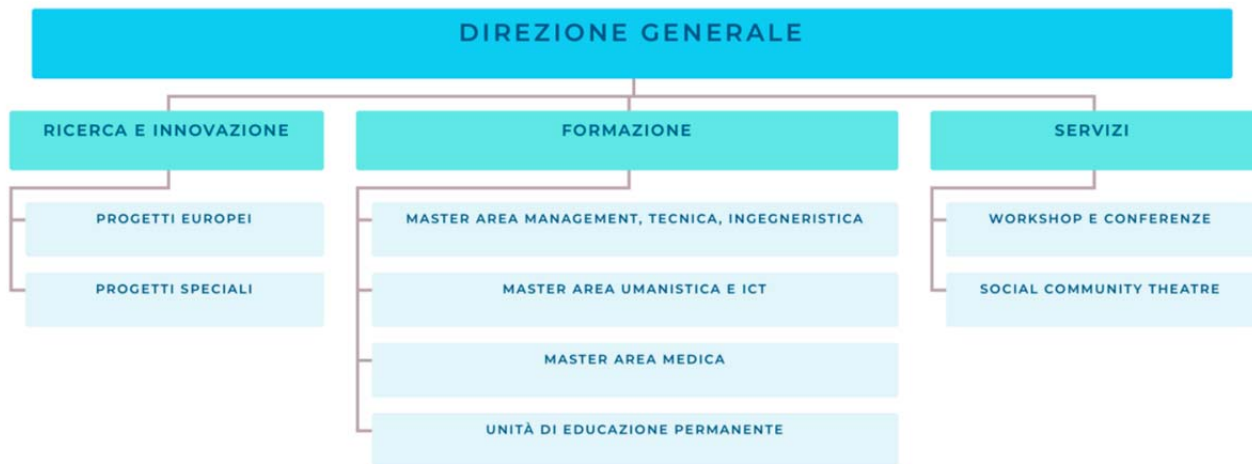 DIREZIONE GENERALE
RICERCA E INNOVAZIONE
PROGETTI EUROPEI
PROGETTI SPECIALI
FORMAZIONE
MASTER AREA MANAGEMENT, TECNICA, INGEGNERISTICA
MASTER AREA UMANISTICA E ICT
MASTER AREA MEDICA
UNITÀ DI EDUCAZIONE PERMANENTE
SERVIZI
WORKSHOP E CONFERENZE
SOCIAL COMMUNITY THEATRE